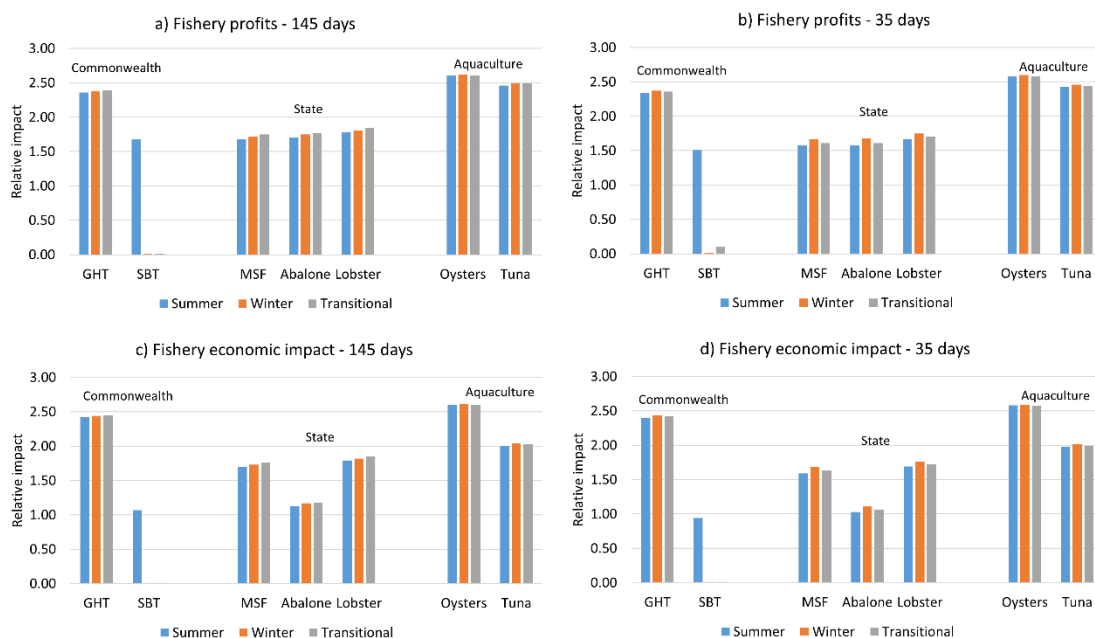 a) Fishery profits - 145 days
3.00
2.50
2.00
1.50
1.00
0.50
0.00
Relative impact
Commonwealth
State
Aquaculture
GHT SBT MSF Abalone Lobster Oysters Tuna
Summer Winter Transitional
b) Fishery profits - 35 days
3.00
2.50
2.00
1.50
1.00
0.50
0.00
Relative impact
Commonwealth
State
Aquaculture
GHT SBT MSF Abalone Lobster Oysters Tuna
Summer Winter Transitional
c) Fishery economic impact - 145 days
3.00
2.50
2.00
1.50
1.00
0.50
0.00
Relative impact
Commonwealth
State
Aquaculture
GHT SBT MSF Abalone Lobster Oysters Tuna
Summer Winter Transitional
d) Fishery economic impact - 35 days
3.00
2.50
2.00
1.50
1.00
0.50
0.00
Relative impact
Commonwealth
State
Aquaculture
GHT SBT MSF Abalone Lobster Oysters Tuna
Summer Winter Transitional